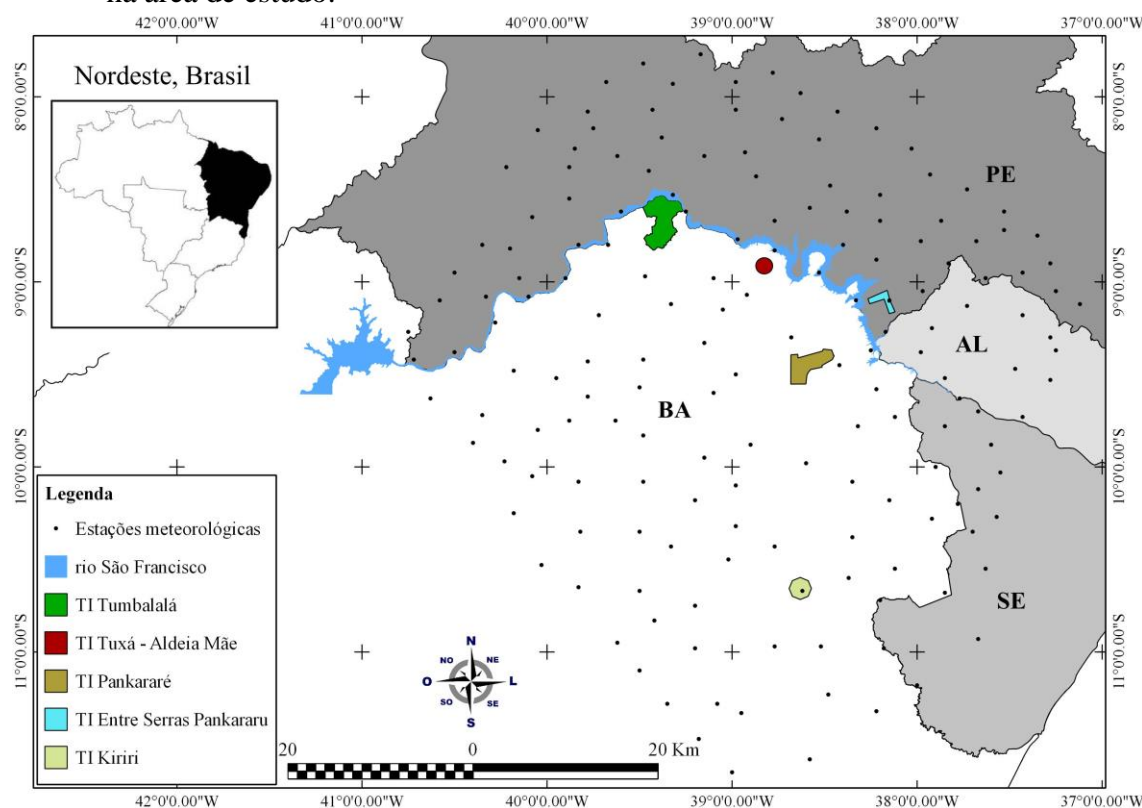 na área de estudo.
42°0'0.00"W 41°0'0.00"W 40°0'0.00"W 39°0'0.00"W 38°0'0.00"W 37°0'0.00"W
Nordeste, Brasil
8°0'0.00"S 8°0'0.00"S
PE
9°0'0.00"S 9°0'0.00"S
AL
BA
10°0'0.00"S 10°0'0.00"S
SE
11°0'0.00"S 11°0'0.00"S
Legenda
Estações meteorológicas
rio São Francisco
TI Tumbalalá
TI Tuxá - Aldeia Mãe
TI Pankararé
TI Entre Serras Pankararu
TI Kiriri
N
NO NE
O L
SO SE
S
20 0 20 Km
42°0'0.00"W 41°0'0.00"W 40°0'0.00"W 39°0'0.00"W 38°0'0.00"W 37°0'0.00"W